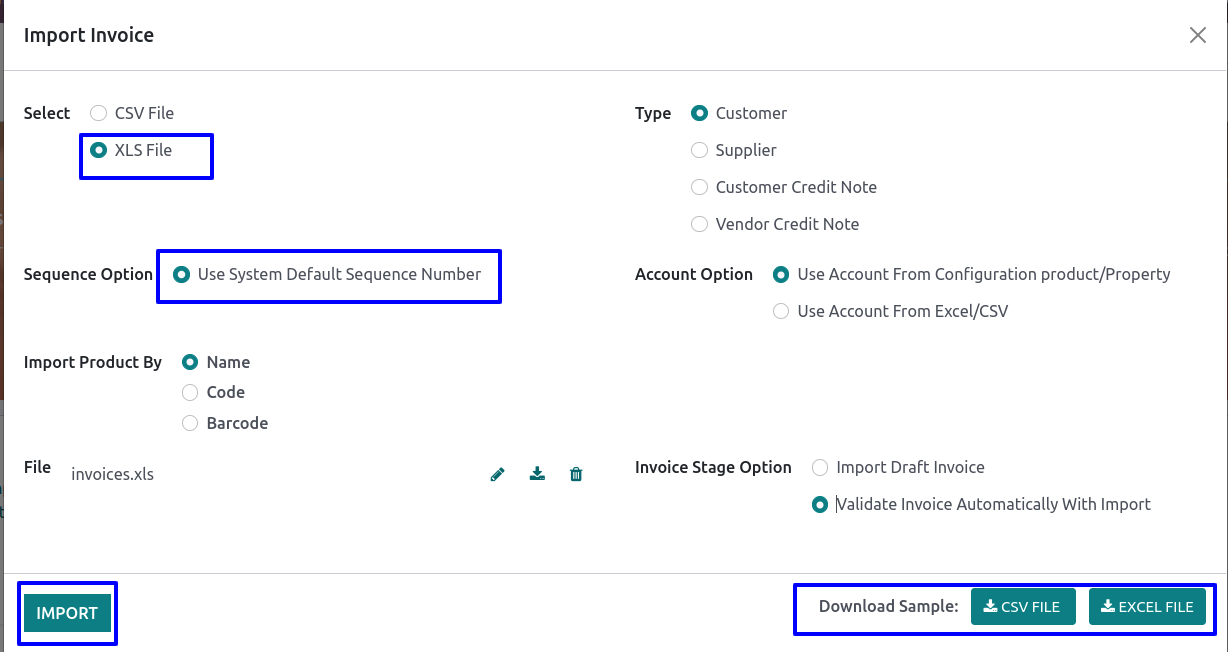 Import Invoice
Select
CSV File
XLS File
Type
Customer
Supplier
Customer Credit Note
Vendor Credit Note
Sequence Option
Use System Default Sequence Number
Account Option
Use Account From Configuration product/Property
Use Account From Excel/CSV
Import Product By
Name
Code
Barcode
File
invoices.xls
Invoice Stage Option
Import Draft Invoice
Validate Invoice Automatically With Import
IMPORT
Download Sample:
CSV FILE
EXCEL FILE